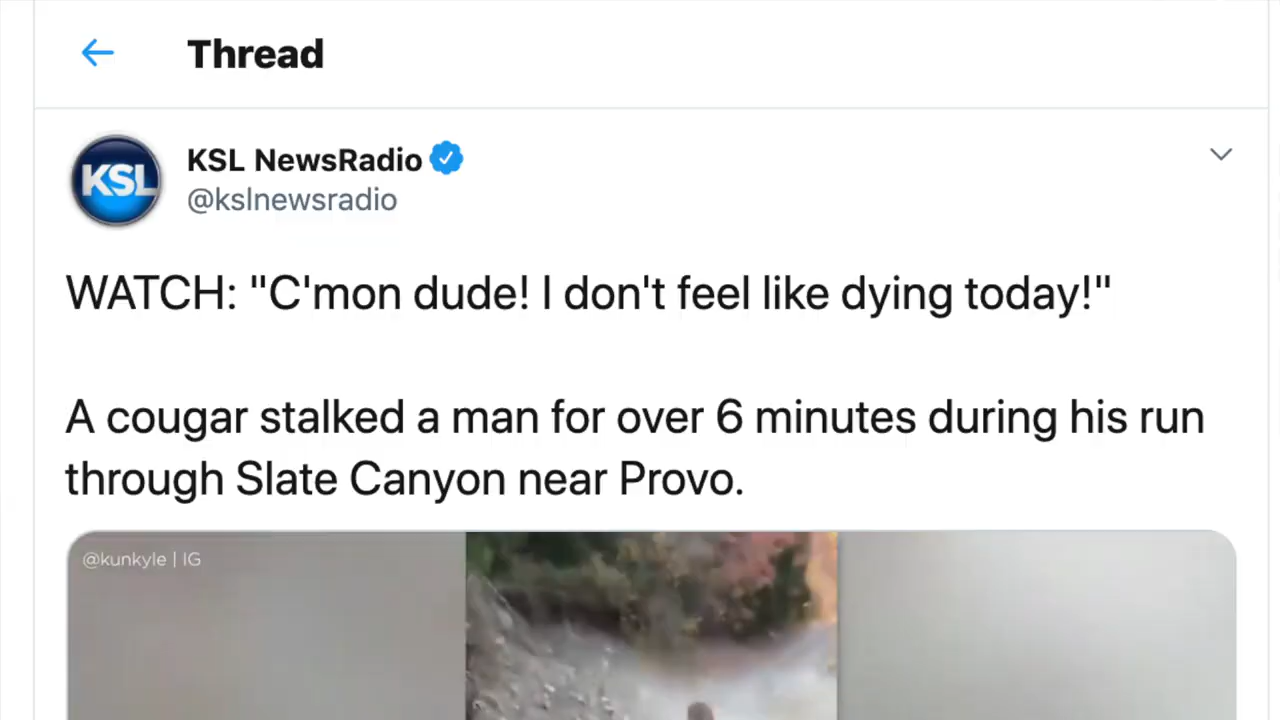 Thread
KSL
KSL NewsRadio
@kslnewsradio
WATCH: "C'mon dude! I don't feel like dying today!"
A cougar stalked a man for over 6 minutes during his run
through Slate Canyon near Provo.
@kunkyle | IG